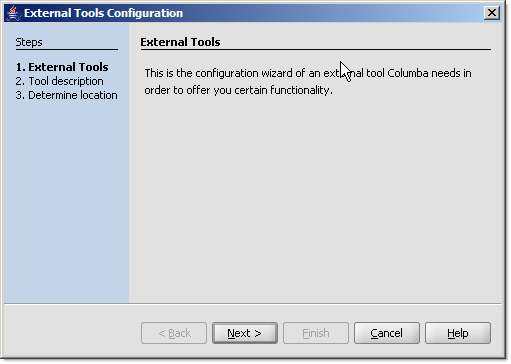 External Tools Configuration
Steps
1. External Tools
2. Tool description
3. Determine location
External Tools
This is the configuration wizard of an external tool Columba needs in
order to offer you certain functionality.
< Back
Next >
Finish
Cancel
Help